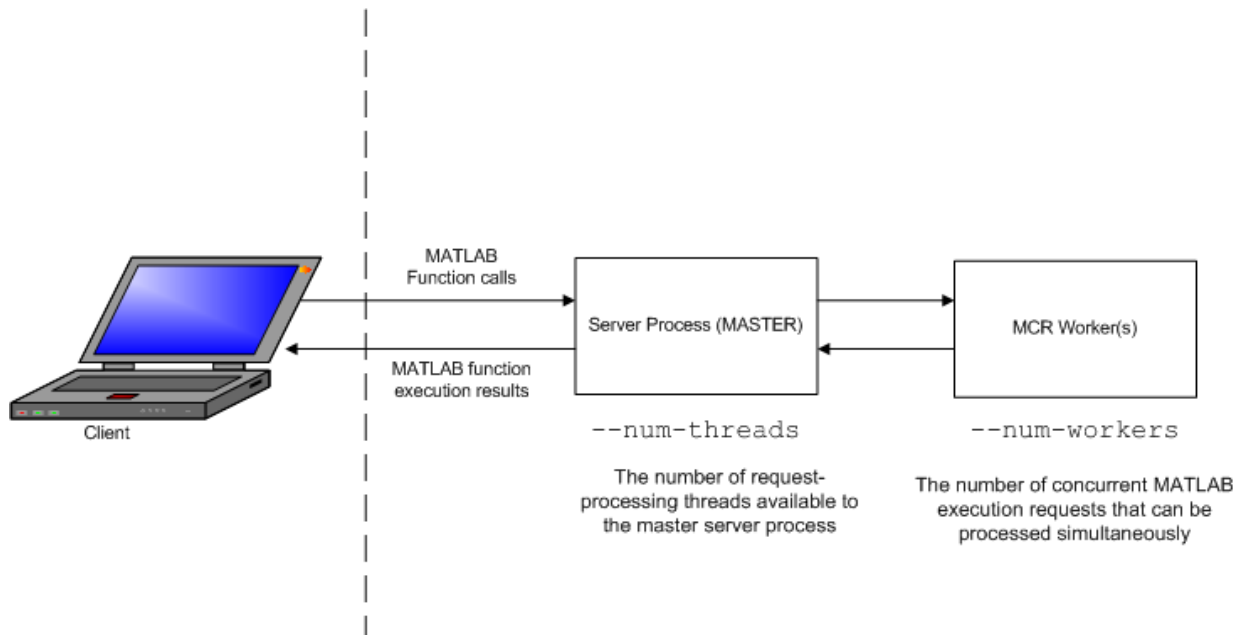 MATLAB
Function calls
Server Process (MASTER)
MCR Worker(s)
MATLAB function
execution results
Client
--num-threads
--num-workers
The number of request-
processing threads available to
the master server process
The number of concurrent MATLAB
execution requests that can be
processed simultaneously